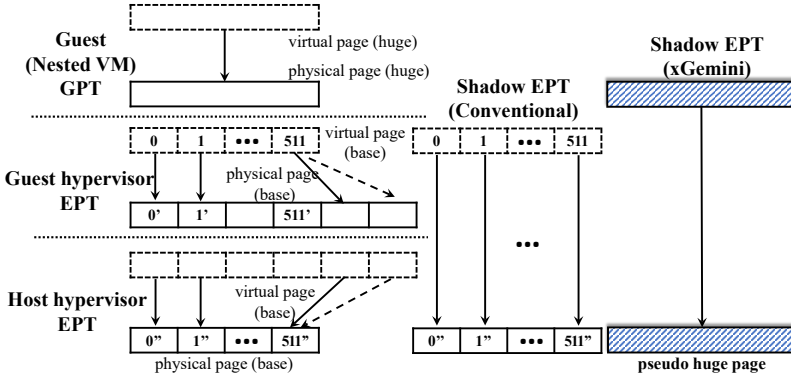 Guest
(Nested VM)
GPT
virtual page (huge)
physical page (huge)
Shadow EPT
(Conventional)
Shadow EPT
(xGemini)
0 1 ••• 511
virtual page
(base)
0 1 ••• 511
Guest hypervisor
EPT
physical page
(base)
0' 1' 511'
•••
Host hypervisor
EPT
virtual page
(base)
0” 1” ••• 511”
physical page (base)
0” 1” ••• 511”
pseudo huge page